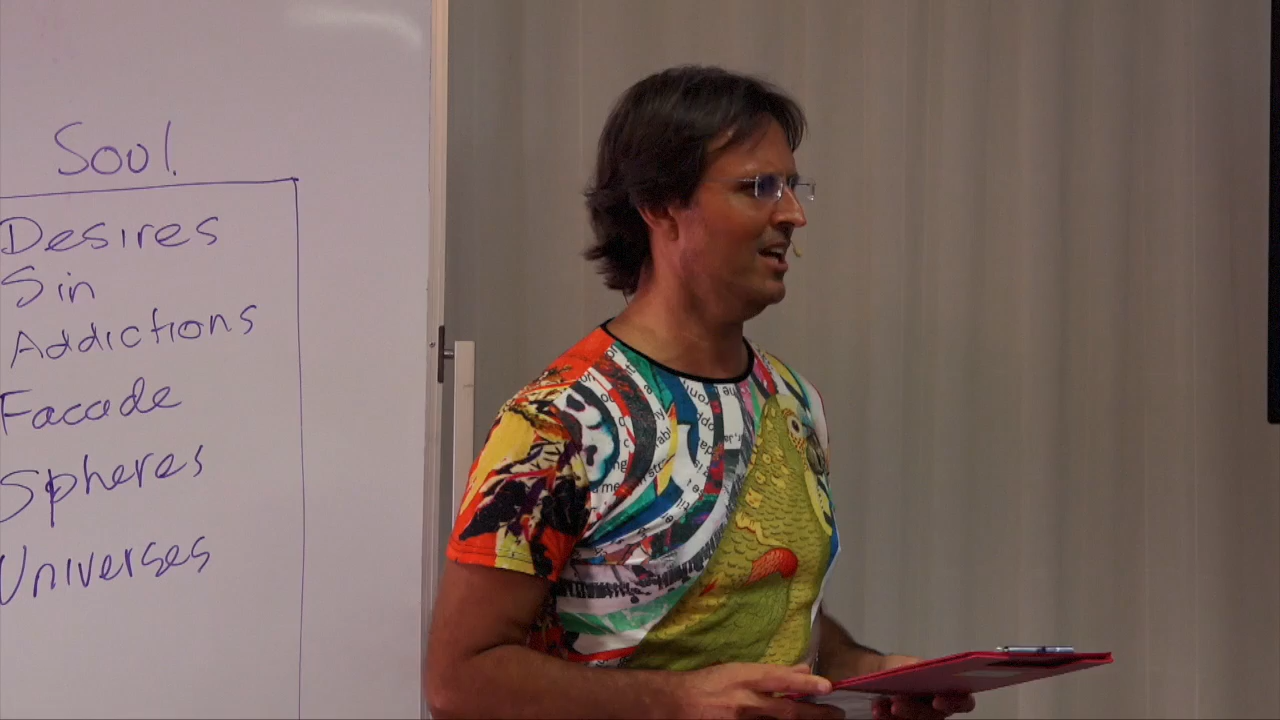 Soul
Desires
Sin
Addictions
Facade
Spheres
Universes